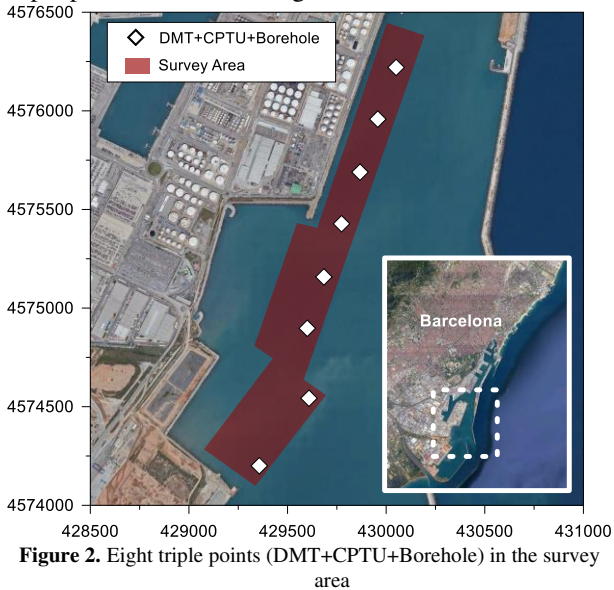 4576500
DMT+CPTU+Borehole
Survey Area
4576000
4575500
4575000
Barcelona
4574500
4574000
428500 429000 429500 430000 430500 431000
Figure 2. Eight triple points (DMT+CPTU+Borehole) in the survey
area